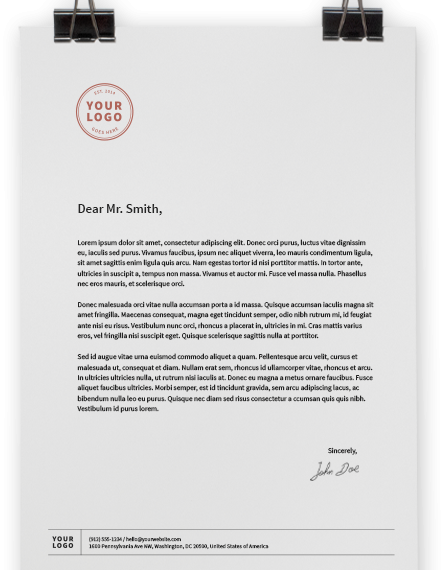 EST. 2016
YOUR
LOGO
GOES HERE
Dear Mr. Smith,
Lorem ipsum dolor sit amet, consectetur adipiscing elit. Donec orci purus, luctus vitae dignissim
eu, iaculis sed purus. Vivamus faucibus, ipsum nec aliquet viverra, leo mauris condimentum ligula,
sit amet sagittis enim ligula quis arcu. Nam egestas tortor id nisi porttitor mattis. In tortor ante,
ultricies in suscipit a, tempus non massa. Vivamus et auctor mi. Fusce vel massa nulla. Phasellus
nec eros mauris, et scelerisque orci.
Donec malesuada orci vitae nulla accumsan porta a id massa. Quisque accumsan iaculis magna sit
amet fringilla. Maecenas consequat, magna eget tincidunt semper, odio nibh rutrum mi, id feugiat
ante nisi eu risus. Vestibulum nunc orci, rhoncus a placerat in, ultricies in mi. Cras mattis varius
eros, vel fringilla nisi suscipit eget. Quisque scelerisque sagittis nulla at porttitor.
Sed id augue vitae urna euismod commodo aliquet a quam. Pellentesque arcu velit, cursus et
malesuada ut, consequat et diam. Nullam erat sem, rhoncus id ullamcorper vitae, rhoncus et arcu.
In ultricies ultricies nulla, ut rutrum nisi iaculis at. Donec eu magna a metus ornare faucibus. Fusce
aliquet faucibus ultricies. Morbi semper, est id tincidunt gravida, sem arcu adipiscing lacus, ac
bibendum nulla leo eu purus. Quisque nec diam sed risus consectetur a ccumsan quis quis nibh.
Vestibulum id purus lorem.
Sincerely,
John Doe
YOUR
LOGO
(912) 555-1234 / hello@yourwebsite.com
1600 Pennsylvania Ave NW, Washington, DC 20500, United States of America